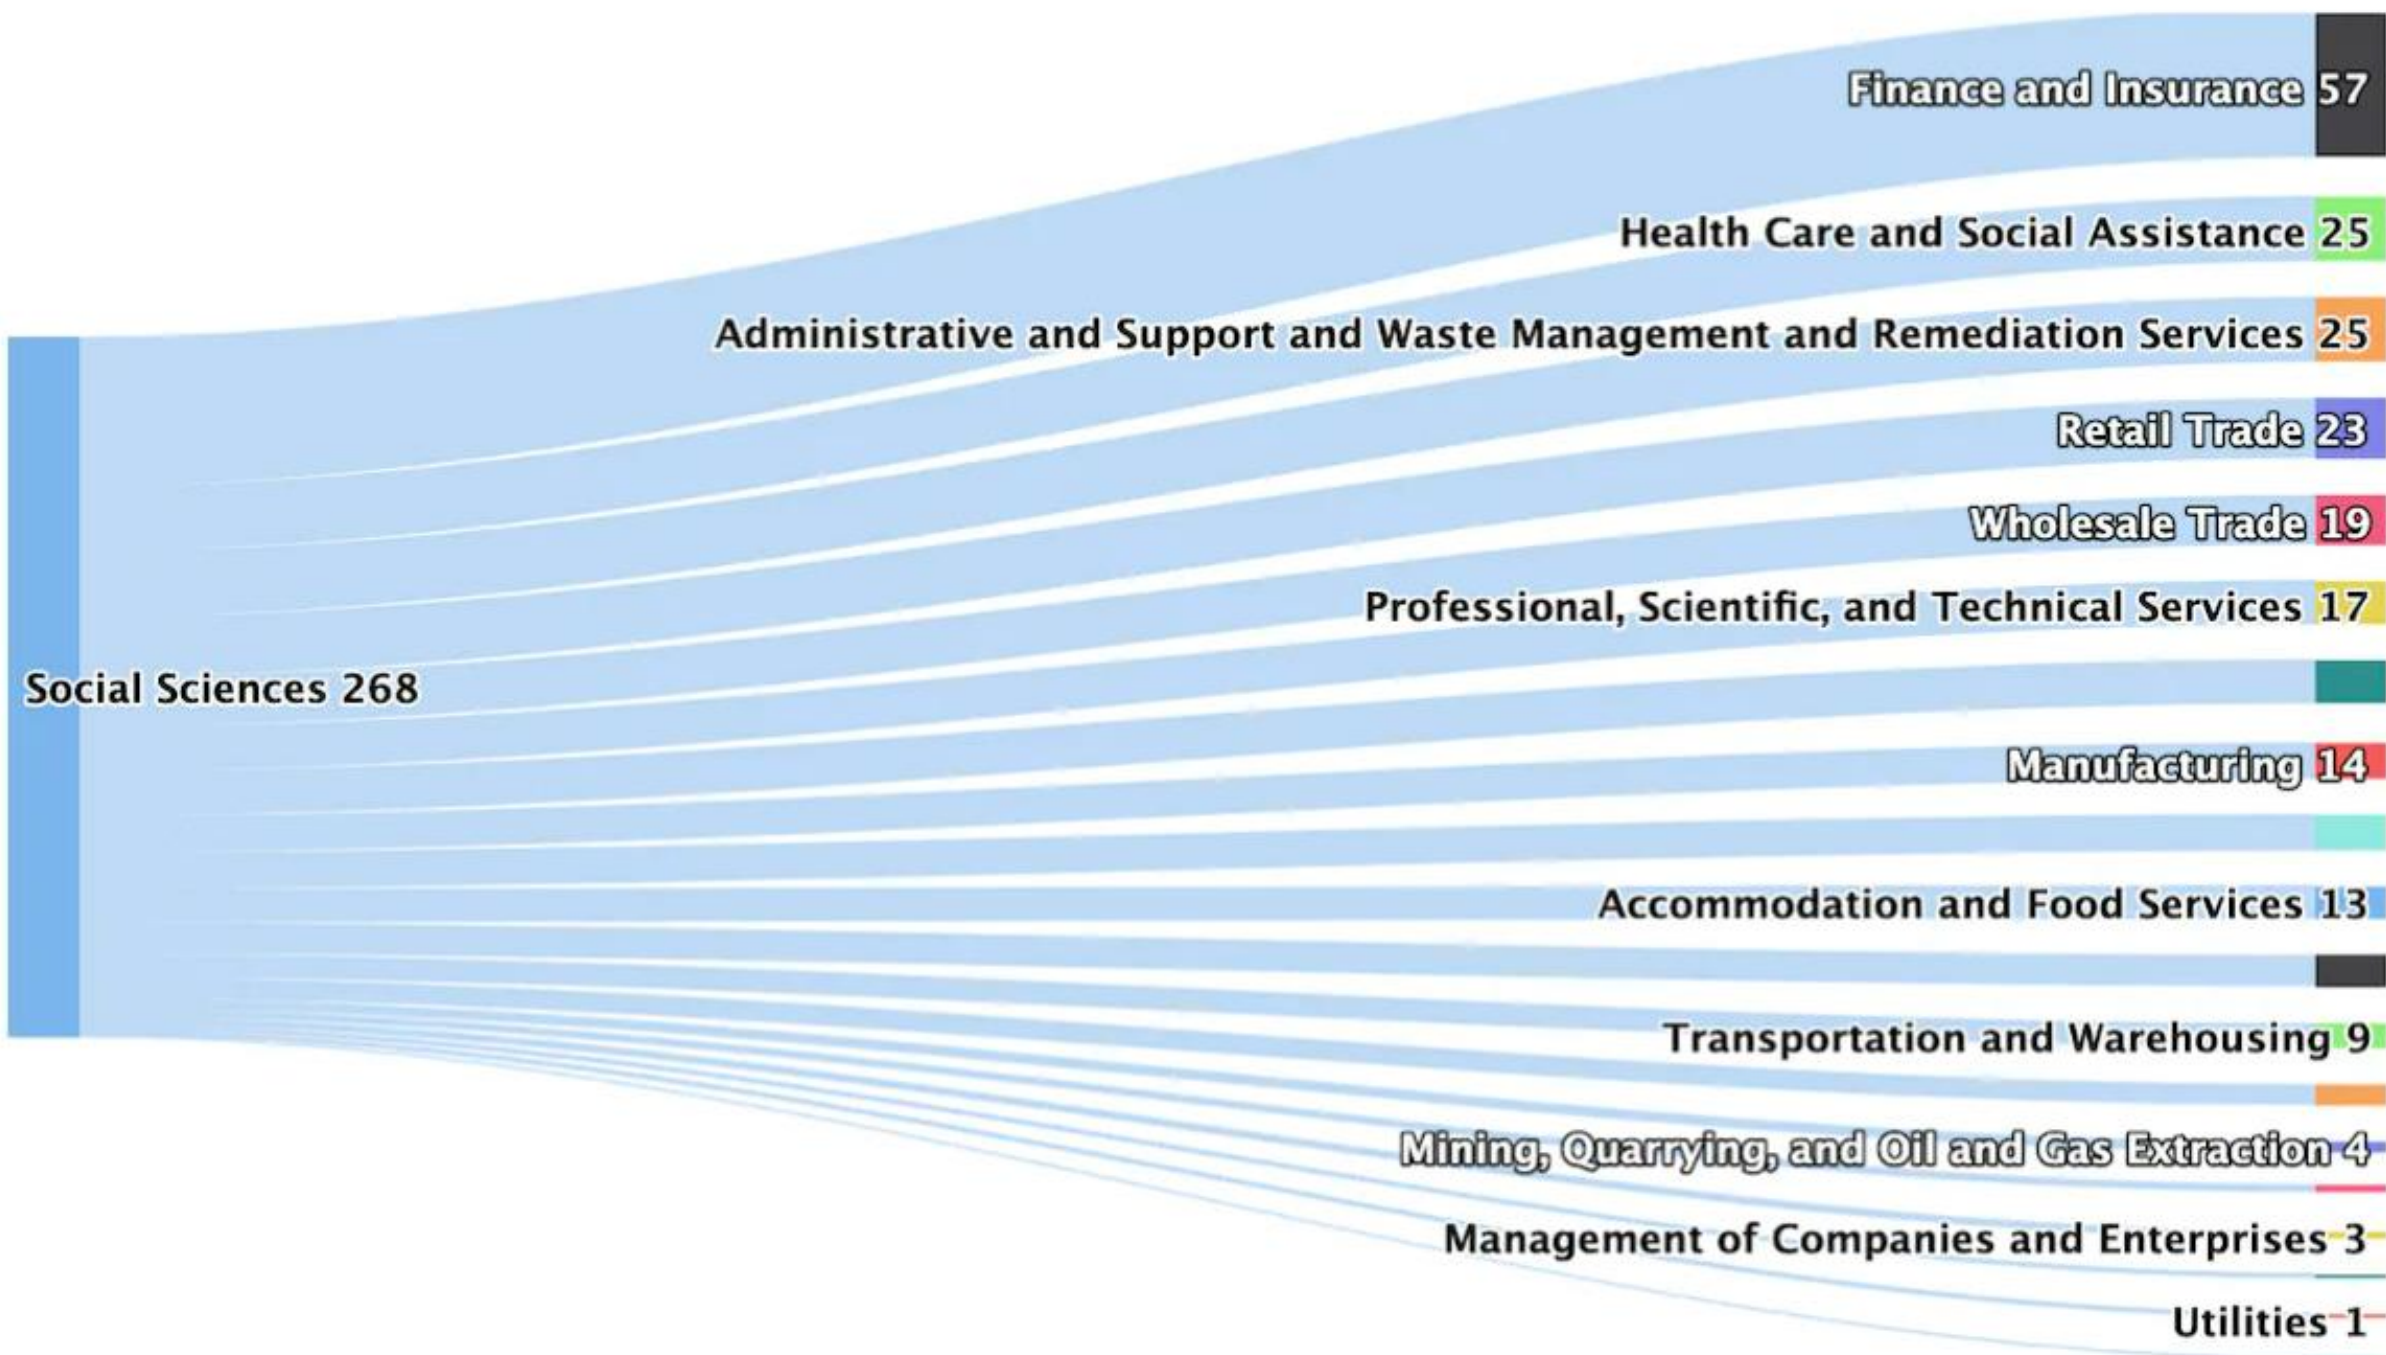 Finance and Insurance 57
Health Care and Social Assistance 25
Administrative and Support and Waste Management and Remediation Services 25
Retail Trade 23
Wholesale Trade 19
Professional, Scientific, and Technical Services 17
Social Sciences 268
Manufacturing 14
Accommodation and Food Services 13
Transportation and Warehousing 9
Mining, Quarrying, and Oil and Gas Extraction 4
Management of Companies and Enterprises 3
Utilities 1